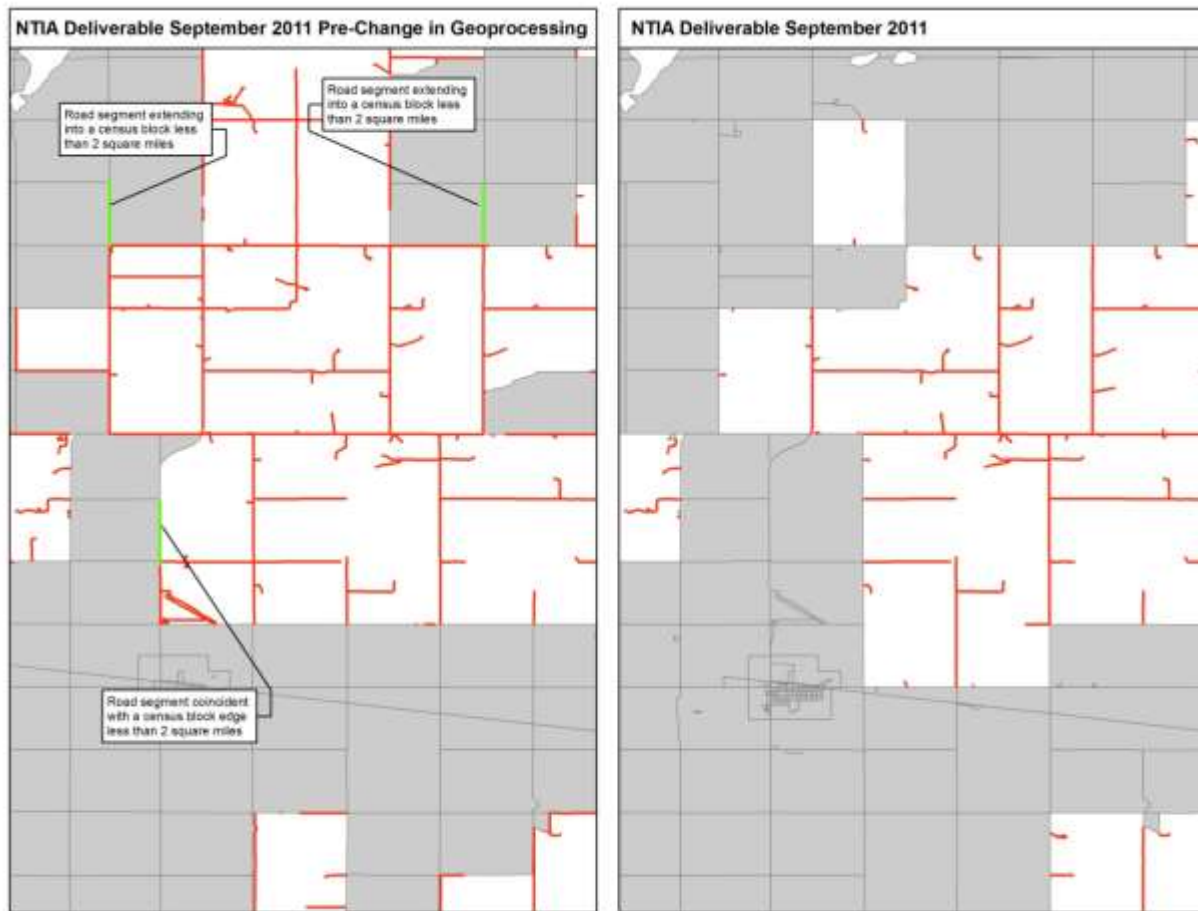 NTIA Deliverable September 2011 Pre-Change in Geoprocessing
NTIA Deliverable September 2011
Road segment extending
into a census block less
than 2 square miles
Road segment extending
into a census block less
than 2 square miles
Road segment coincident
with a census block edge
less than 2 square miles